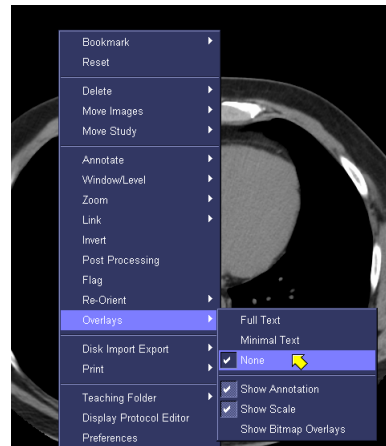 Bookmark
Reset
Delete
Move Images
Move Study
Annotate
Window/Level
Zoom
Link
Invert
Post Processing
Flag
Re-Orient
Overlays
Full Text
Minimal Text
None
Show Annotation
Show Scale
Show Bitmap Overlays
Disk Import Export
Print
Teaching Folder
Display Protocol Editor
Preferences